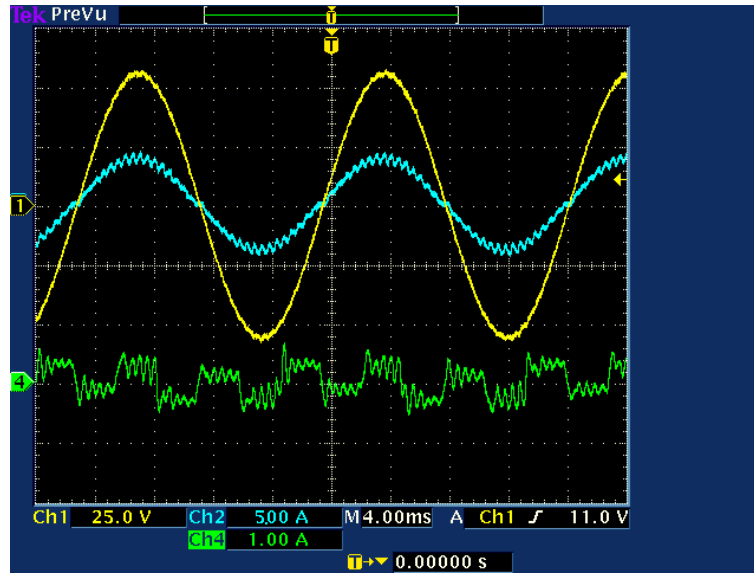 Tek PreVu
T
T
1
4
Ch1 25.0 V Ch2 5.00 A M 4.00ms A Ch1 ∫ 11.0 V
Ch4 1.00 A
T→▼ 0.00000 s